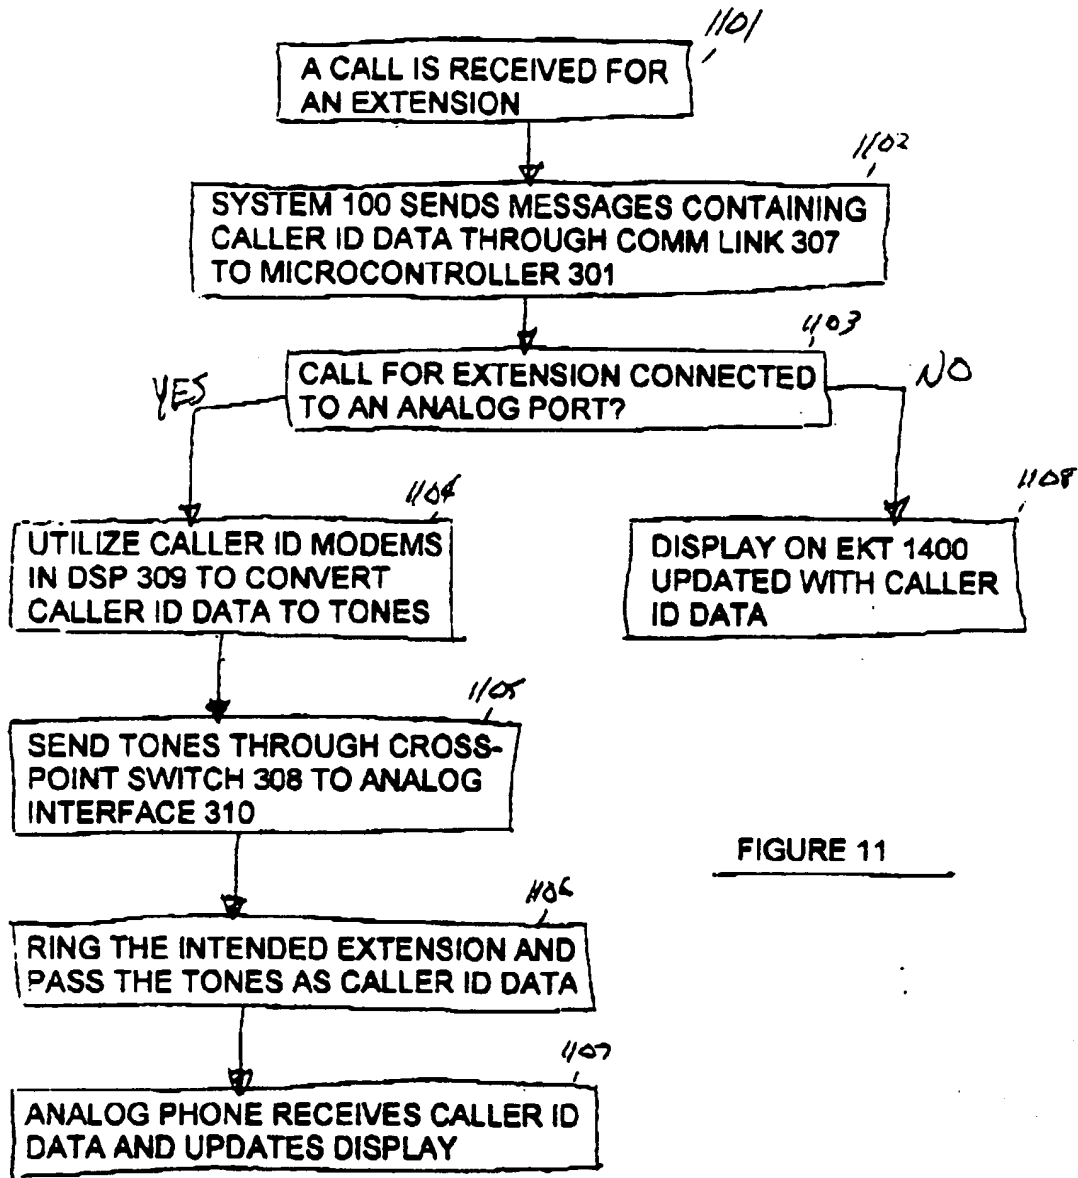 1101
A CALL IS RECEIVED FOR
AN EXTENSION
1102
SYSTEM 100 SENDS MESSAGES CONTAINING
CALLER ID DATA THROUGH COMM LINK 307
TO MICROCONTROLLER 301
1103
CALL FOR EXTENSION CONNECTED
TO AN ANALOG PORT?
YES
NO
1104
UTILIZE CALLER ID MODEMS
IN DSP 309 TO CONVERT
CALLER ID DATA TO TONES
1108
DISPLAY ON EKT 1400
UPDATED WITH CALLER
ID DATA
1105
SEND TONES THROUGH CROSS-
POINT SWITCH 308 TO ANALOG
INTERFACE 310
FIGURE 11
1106
RING THE INTENDED EXTENSION AND
PASS THE TONES AS CALLER ID DATA
1107
ANALOG PHONE RECEIVES CALLER ID
DATA AND UPDATES DISPLAY